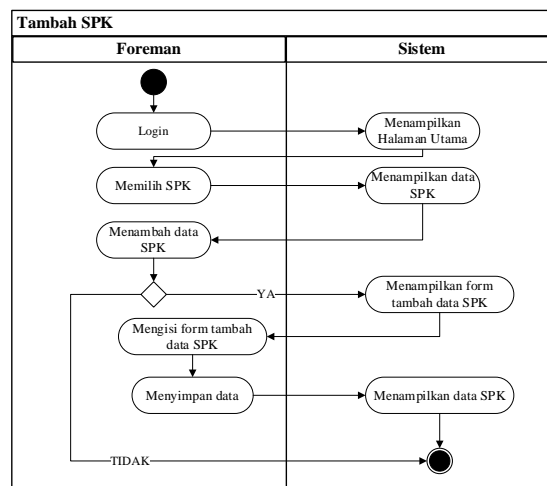 Tambah SPK
Foreman
Sistem
Login
Menampilkan
Halaman Utama
Memilih SPK
Menampilkan data
SPK
Menambah data
SPK
YA
Menampilkan form
tambah data SPK
Mengisi form tambah
data SPK
Menyimpan data
Menampilkan data SPK
TIDAK